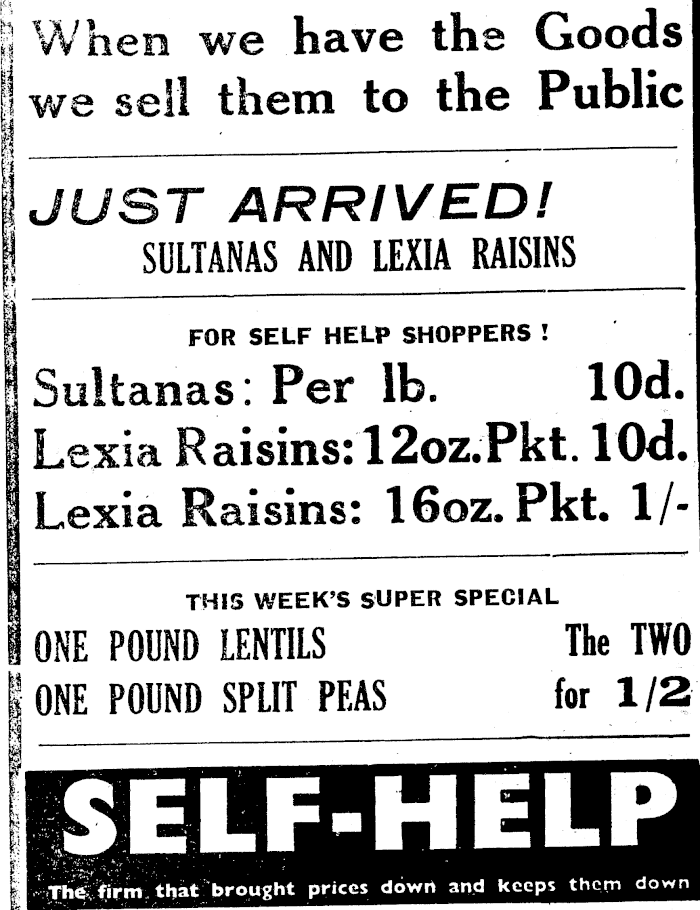 When we have the Goods
we sell them to the Public
JUST ARRIVED!
SULTANAS AND LEXIA RAISINS
FOR SELF HELP SHOPPERS !
Sultanas: Per lb. 10d.
Lexia Raisins: 12oz. Pkt. 10d.
Lexia Raisins: 16oz. Pkt. 1/-
THIS WEEK'S SUPER SPECIAL
ONE POUND LENTILS The TWO
ONE POUND SPLIT PEAS for 1/2
SELF-HELP
The firm that brought prices down and keeps them down